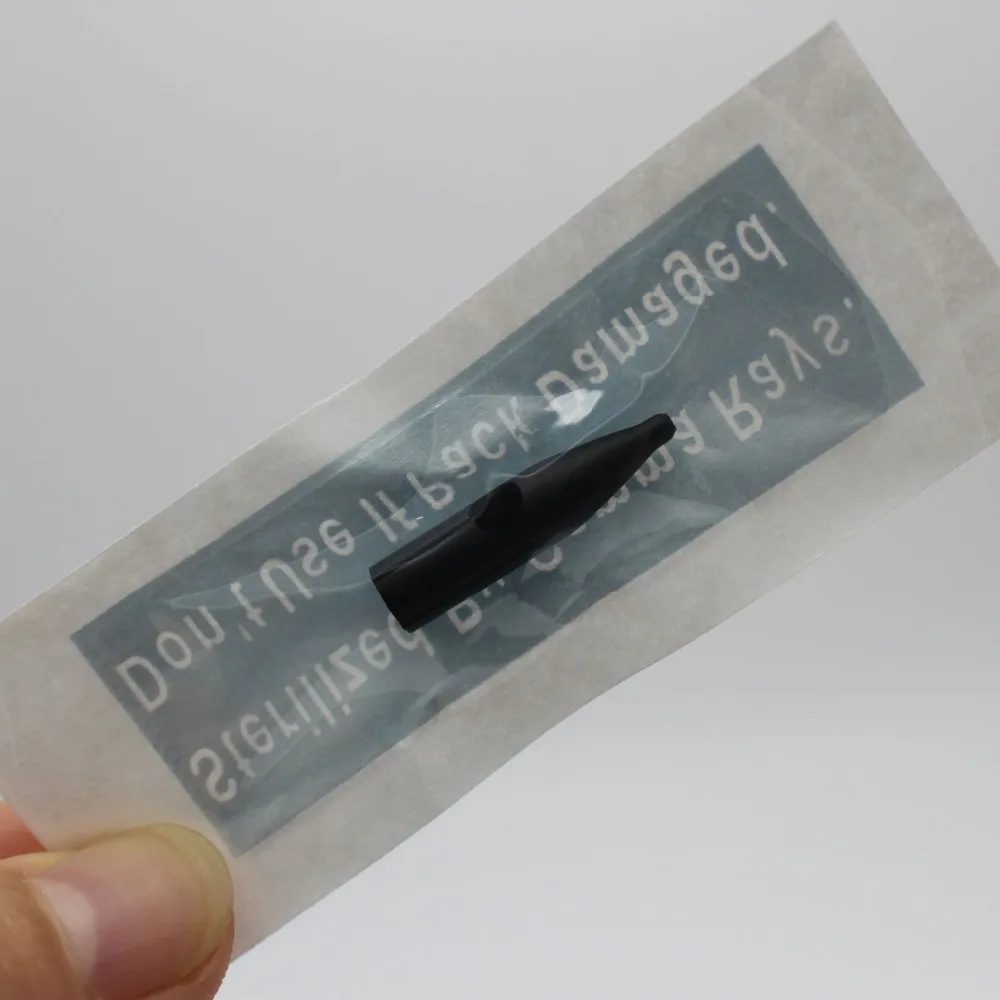 Sterilized By Gamma Rays.
Don't Use If Pack Damaged.